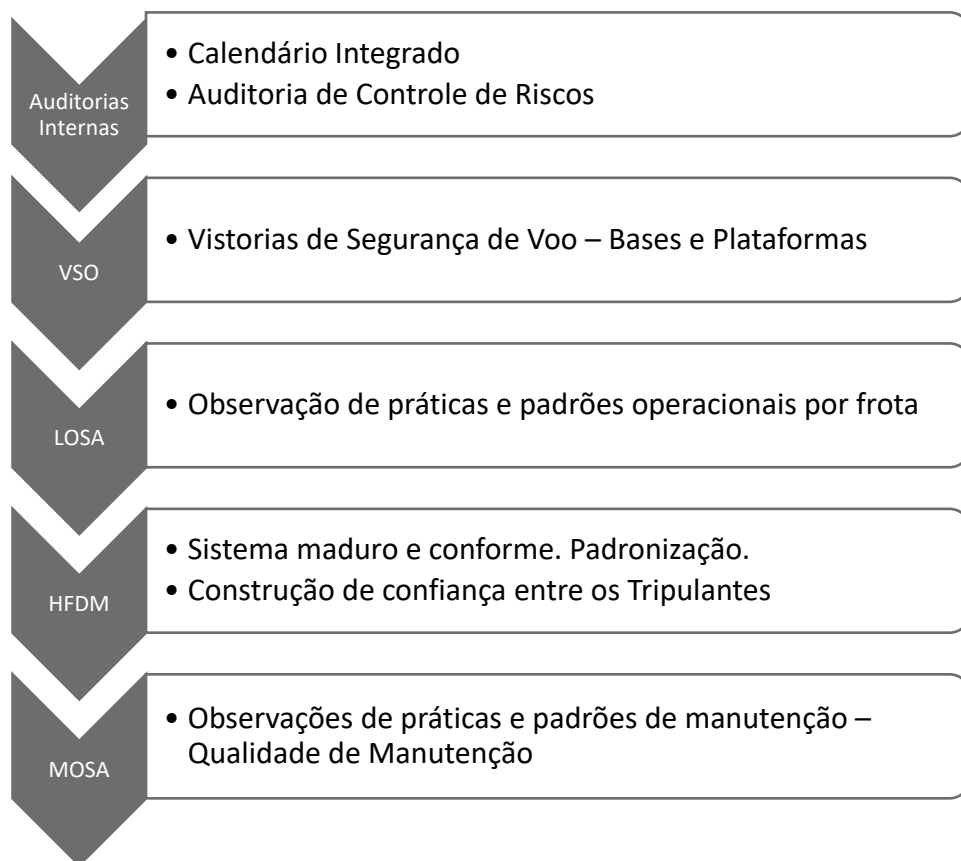 Auditorias
Internas
• Calendário Integrado
• Auditoria de Controle de Riscos
VSO
• Vistorias de Segurança de Voo – Bases e Plataformas
LOSA
• Observação de práticas e padrões operacionais por frota
HFDM
• Sistema maduro e conforme. Padronização.
• Construção de confiança entre os Tripulantes
MOSA
• Observações de práticas e padrões de manutenção –
Qualidade de Manutenção